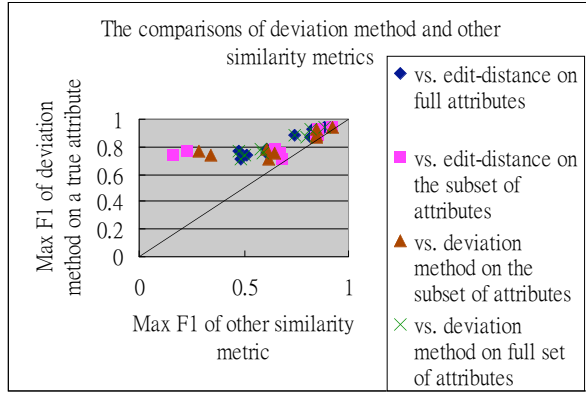 The comparisons of deviation method and other
similarity metrics
Max F1 of deviation
method on a true attribute
1
0.8
0.6
0.4
0.2
0
0
0.5
1
Max F1 of other similarity
metric
vs. edit-distance on
full attributes
vs. edit-distance on
the subset of
attributes
vs. deviation
method on the
subset of attributes
vs. deviation
method on full set
of attributes